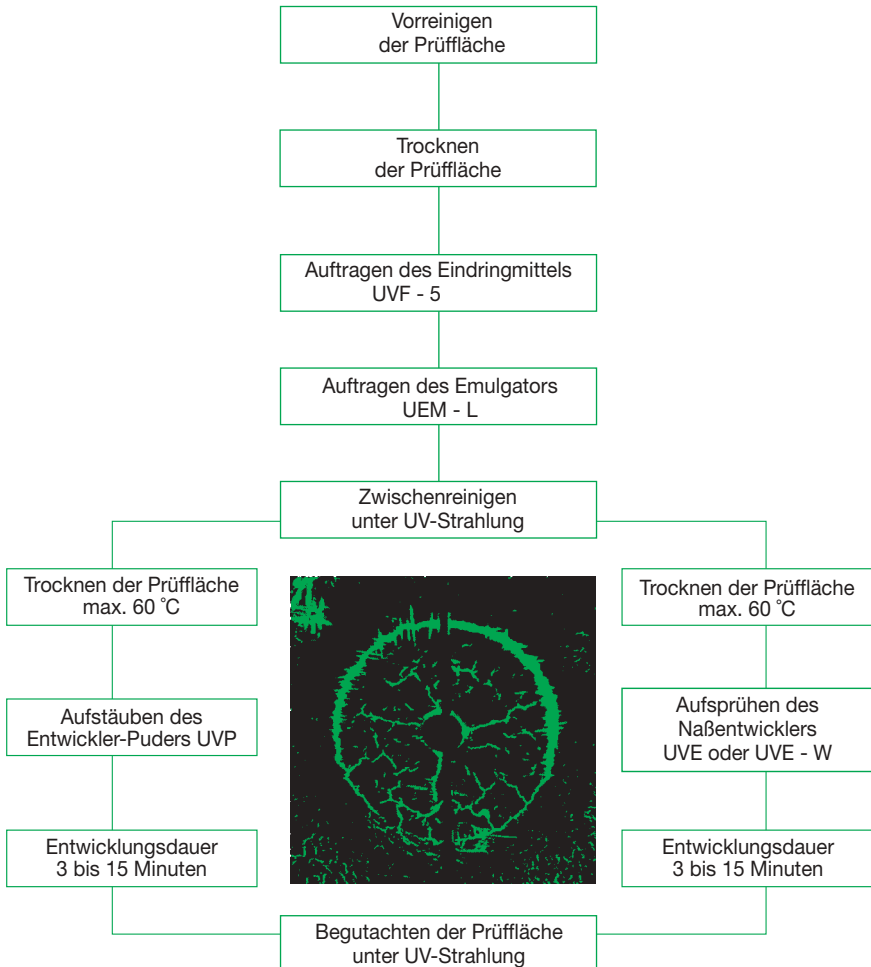 Vorreinigen
der Prüffläche
Trocknen
der Prüffläche
Auftragen des Eindringmittels
UVF - 5
Auftragen des Emulgators
UEM - L
Zwischenreinigen
unter UV-Strahlung
Trocknen der Prüffläche
max. 60 °C
Aufstäuben des
Entwickler-Puders UVP
Entwicklungsdauer
3 bis 15 Minuten
Trocknen der Prüffläche
max. 60 °C
Aufsprühen des
Naßentwicklers
UVE oder UVE - W
Entwicklungsdauer
3 bis 15 Minuten
Begutachten der Prüffläche
unter UV-Strahlung